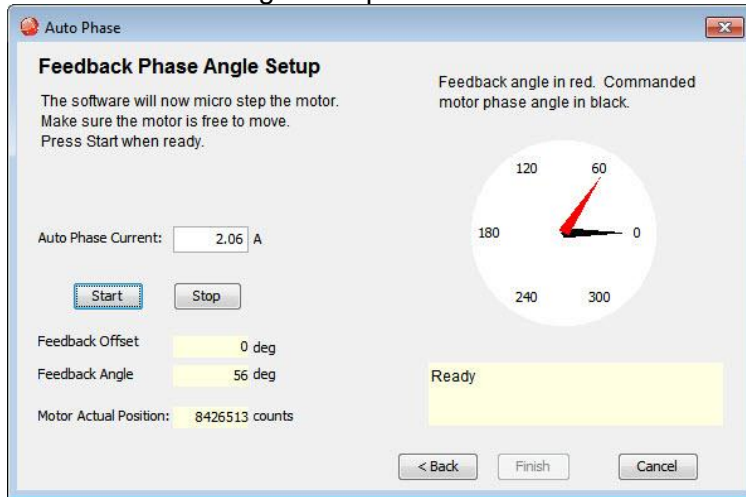 Auto Phase
Feedback Phase Angle Setup
The software will now micro step the motor.
Make sure the motor is free to move.
Press Start when ready.
Auto Phase Current: 2.06 A
Start Stop
Feedback Offset 0 deg
Feedback Angle 56 deg
Motor Actual Position: 8426513 counts
Feedback angle in red. Commanded
motor phase angle in black.
120 60
180 0
240 300
Ready
< Back Finish Cancel